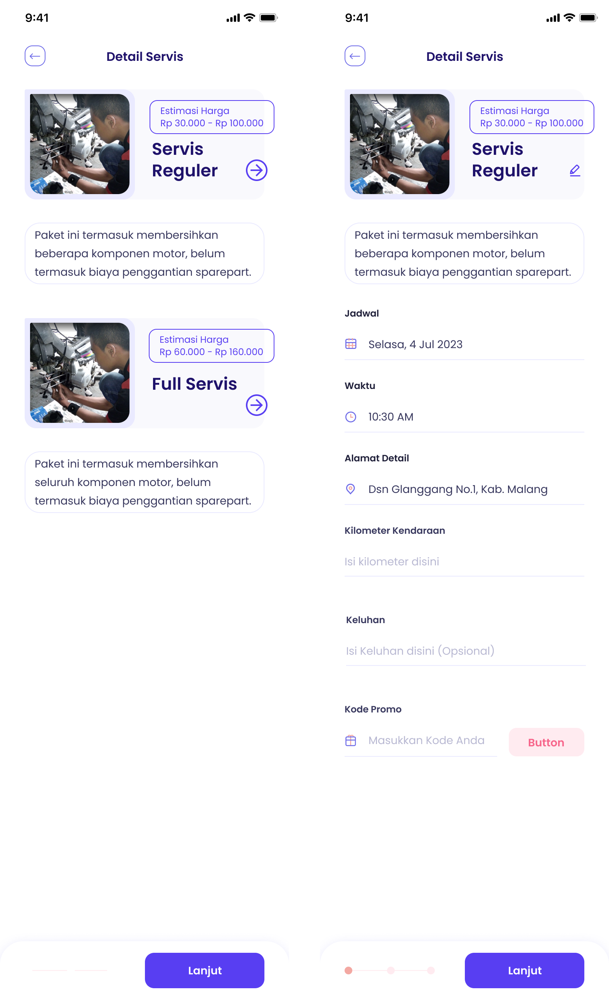 9:41
Detail Servis
Estimasi Harga
Rp 30.000 - Rp 100.000
Servis
Reguler
Google
Paket ini termasuk membersihkan
beberapa komponen motor, belum
termasuk biaya penggantian sparepart.
Estimasi Harga
Rp 60.000 - Rp 160.000
Full Servis
Google
Paket ini termasuk membersihkan
seluruh komponen motor, belum
termasuk biaya penggantian sparepart.
Lanjut
9:41
Detail Servis
Estimasi Harga
Rp 30.000 - Rp 100.000
Servis
Reguler
Google
Paket ini termasuk membersihkan
beberapa komponen motor, belum
termasuk biaya penggantian sparepart.
Jadwal
Selasa, 4 Jul 2023
Waktu
10:30 AM
Alamat Detail
Dsn Glanggang No.1, Kab. Malang
Kilometer Kendaraan
Isi kilometer disini
Keluhan
Isi Keluhan disini (Opsional)
Kode Promo
Masukkan Kode Anda
Button
Lanjut